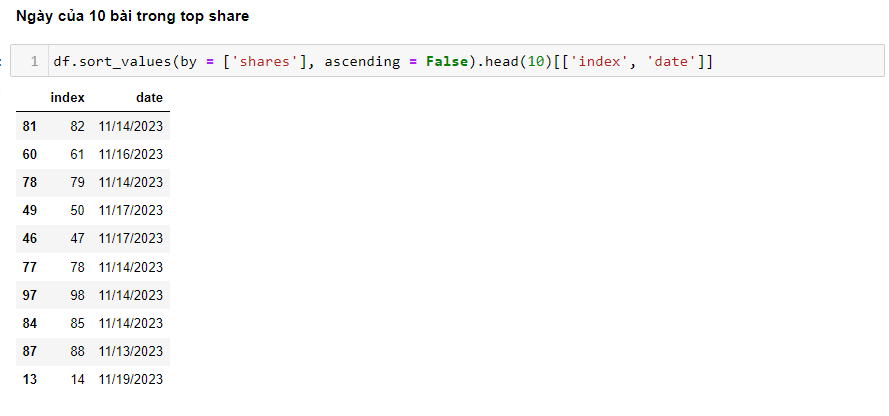 Ngày của 10 bài trong top share
1 df.sort_values(by = ['shares'], ascending = False).head(10)[['index', 'date']]
index date
81 82 11/14/2023
60 61 11/16/2023
78 79 11/14/2023
49 50 11/17/2023
46 47 11/17/2023
77 78 11/14/2023
97 98 11/14/2023
84 85 11/14/2023
87 88 11/13/2023
13 14 11/19/2023